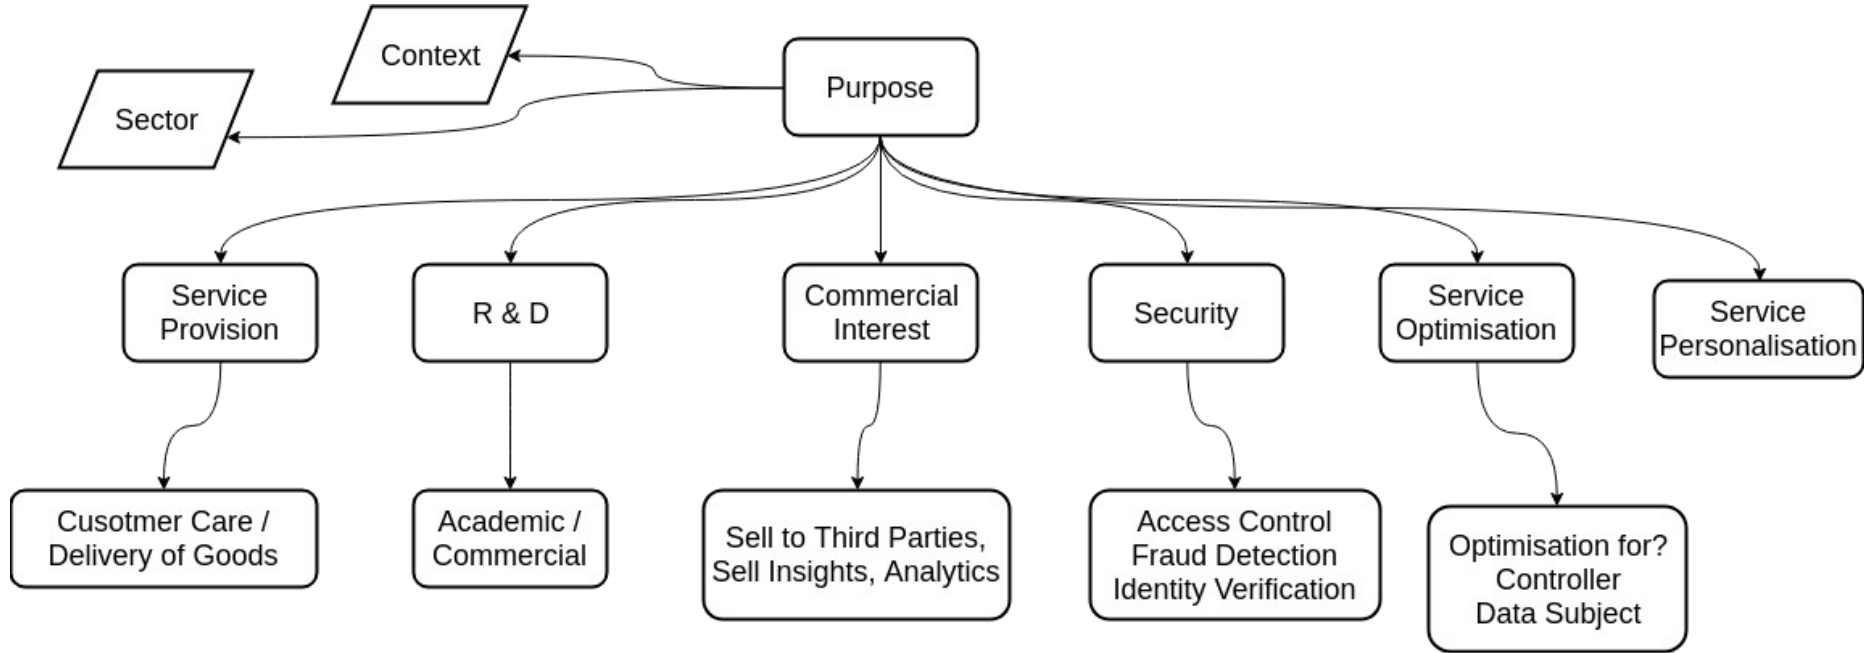 Context
Purpose
Sector
Service
Provision
R & D
Commercial
Interest
Security
Service
Optimisation
Service
Personalisation
Cusotmer Care /
Delivery of Goods
Academic /
Commercial
Sell to Third Parties,
Sell Insights, Analytics
Access Control
Fraud Detection
Identity Verification
Optimisation for?
Controller
Data Subject